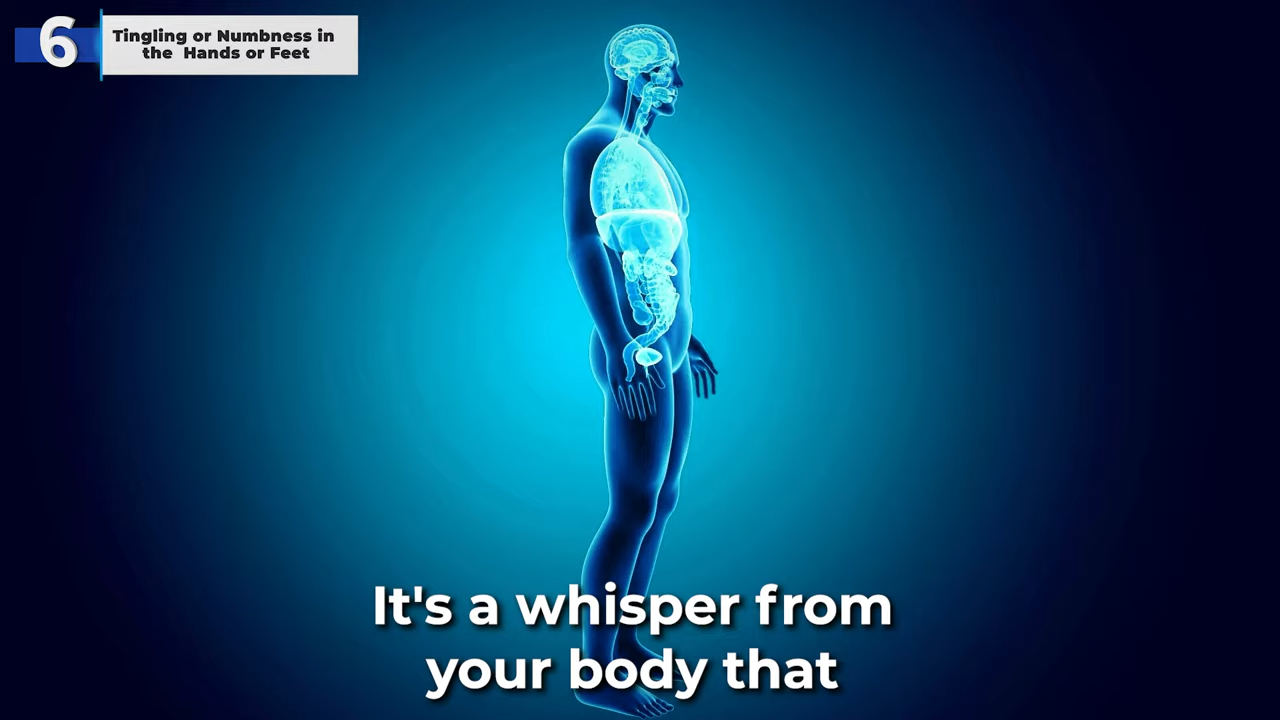 6
Tingling or Numbness in
the Hands or Feet
It's a whisper from
your body that